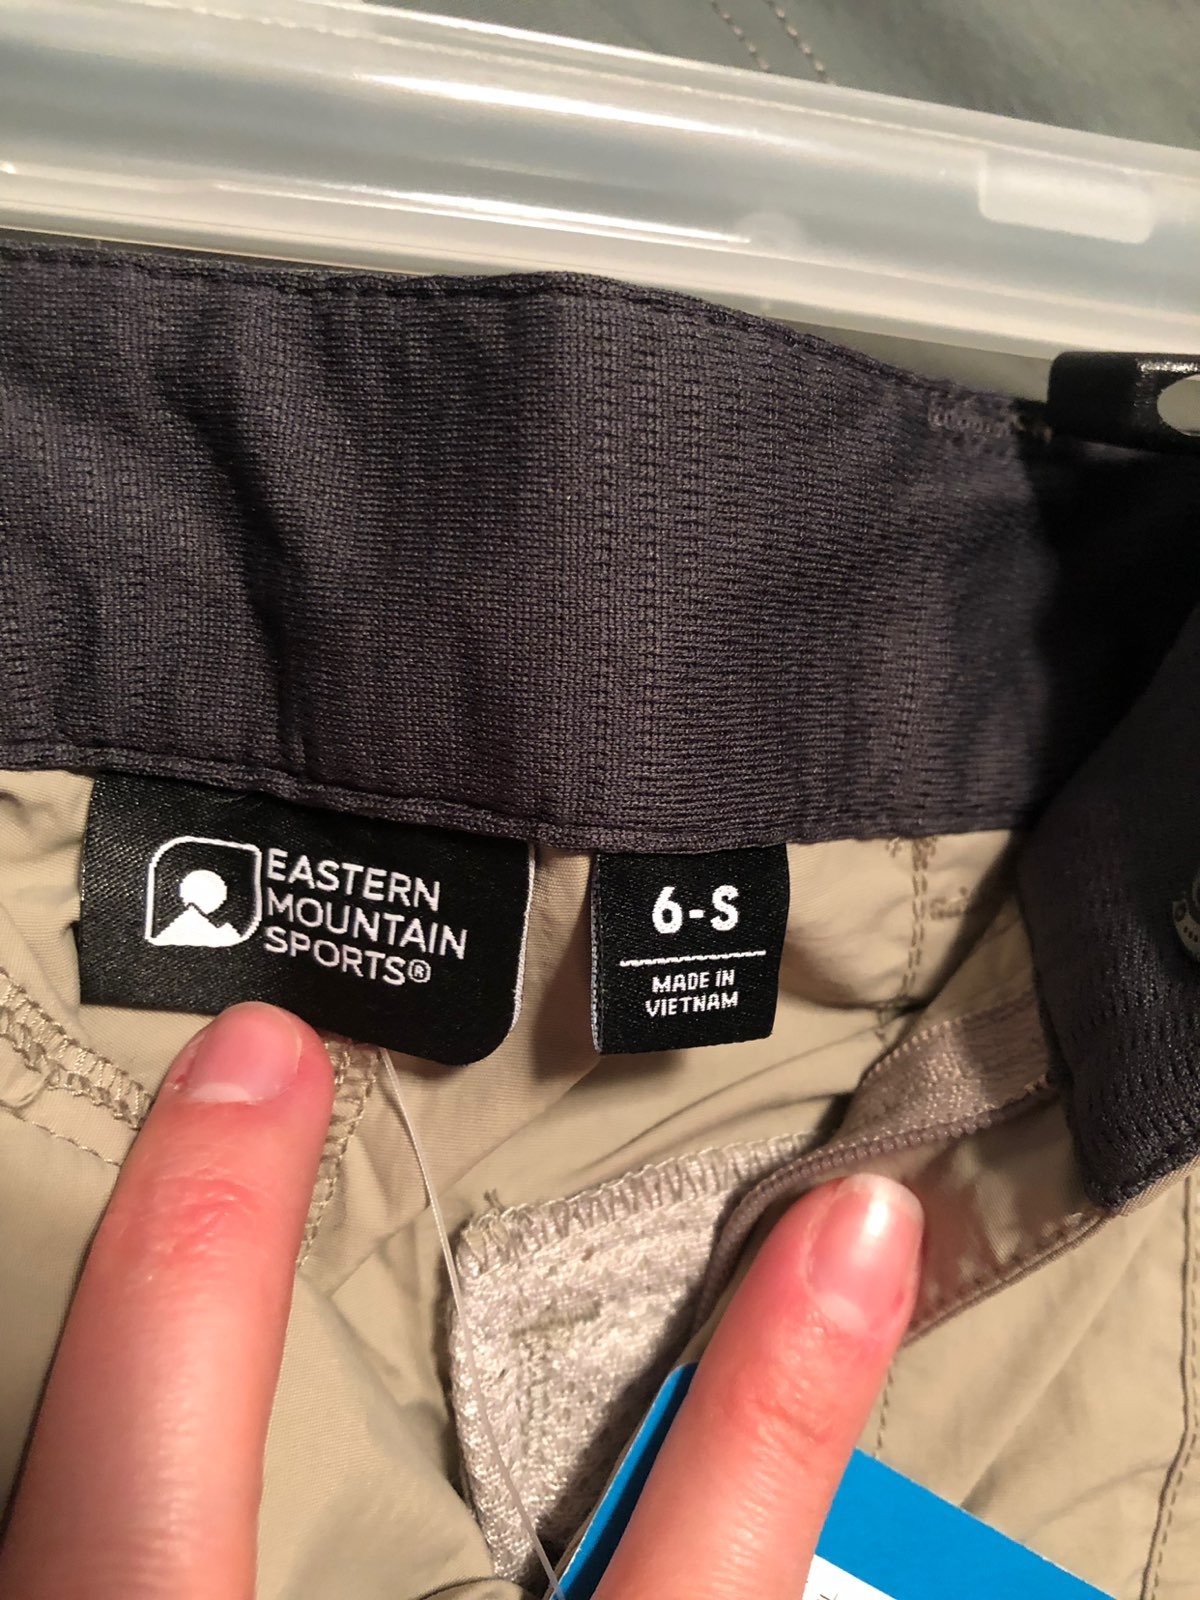 EASTERN
MOUNTAIN
SPORTS®
6-S
MADE IN
VIETNAM